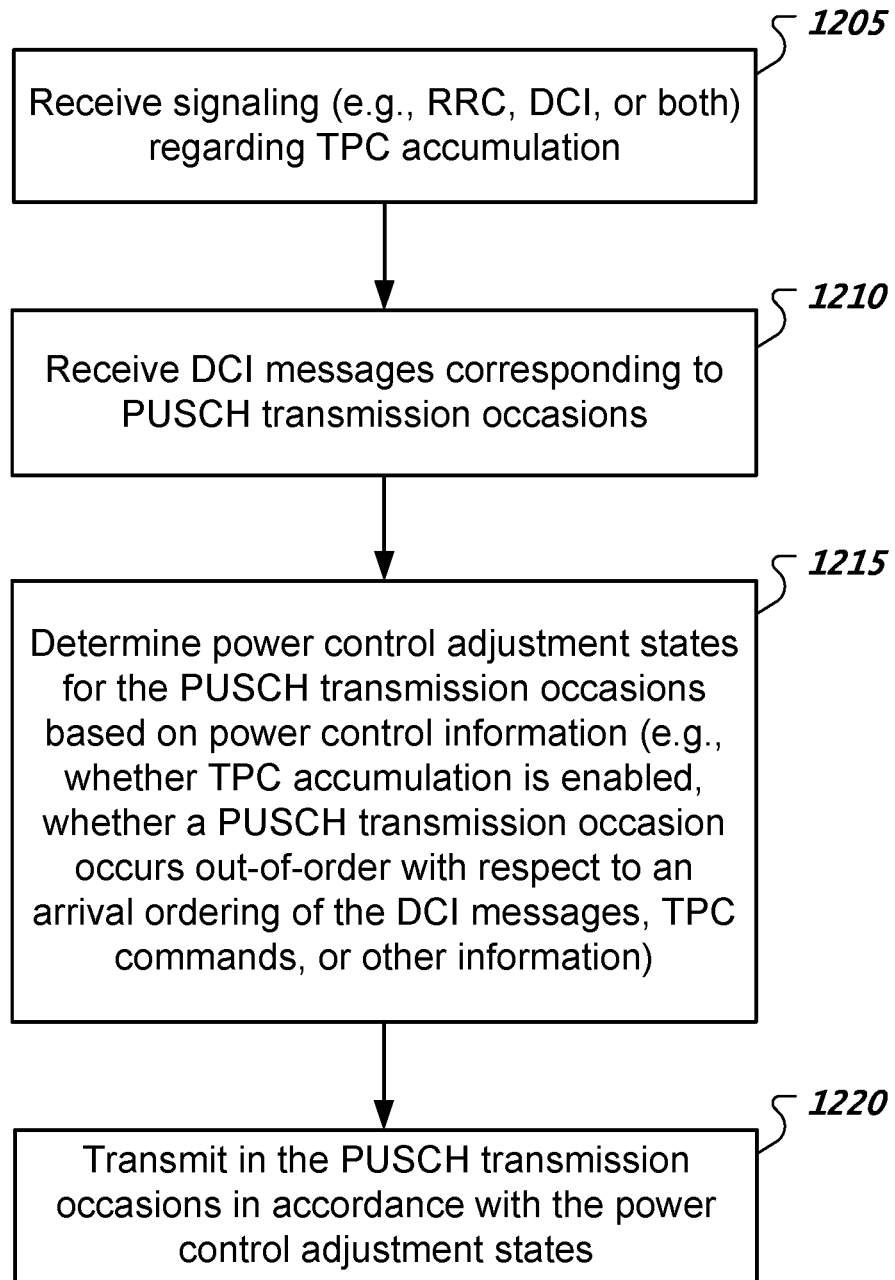 1205
Receive signaling (e.g., RRC, DCI, or both)
regarding TPC accumulation
1210
Receive DCI messages corresponding to
PUSCH transmission occasions
1215
Determine power control adjustment states
for the PUSCH transmission occasions
based on power control information (e.g.,
whether TPC accumulation is enabled,
whether a PUSCH transmission occasion
occurs out-of-order with respect to an
arrival ordering of the DCI messages, TPC
commands, or other information)
1220
Transmit in the PUSCH transmission
occasions in accordance with the power
control adjustment states